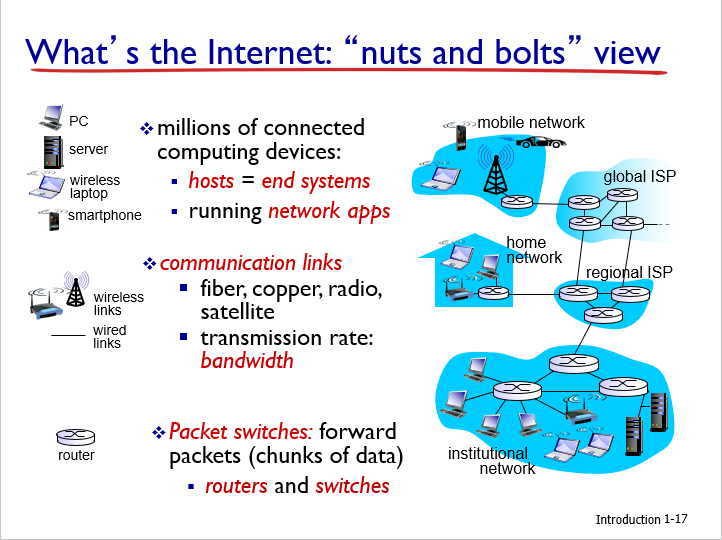 What’s the Internet: “nuts and bolts” view
PC
server
wireless
laptop
smartphone
❖ millions of connected
computing devices:
▪ hosts = end systems
▪ running network apps
❖ communication links
▪ fiber, copper, radio,
satellite
▪ transmission rate:
bandwidth
wireless
links
wired
links
❖ Packet switches: forward
packets (chunks of data)
▪ routers and switches
router
mobile network
global ISP
home
network
regional ISP
institutional
network
Introduction 1-17